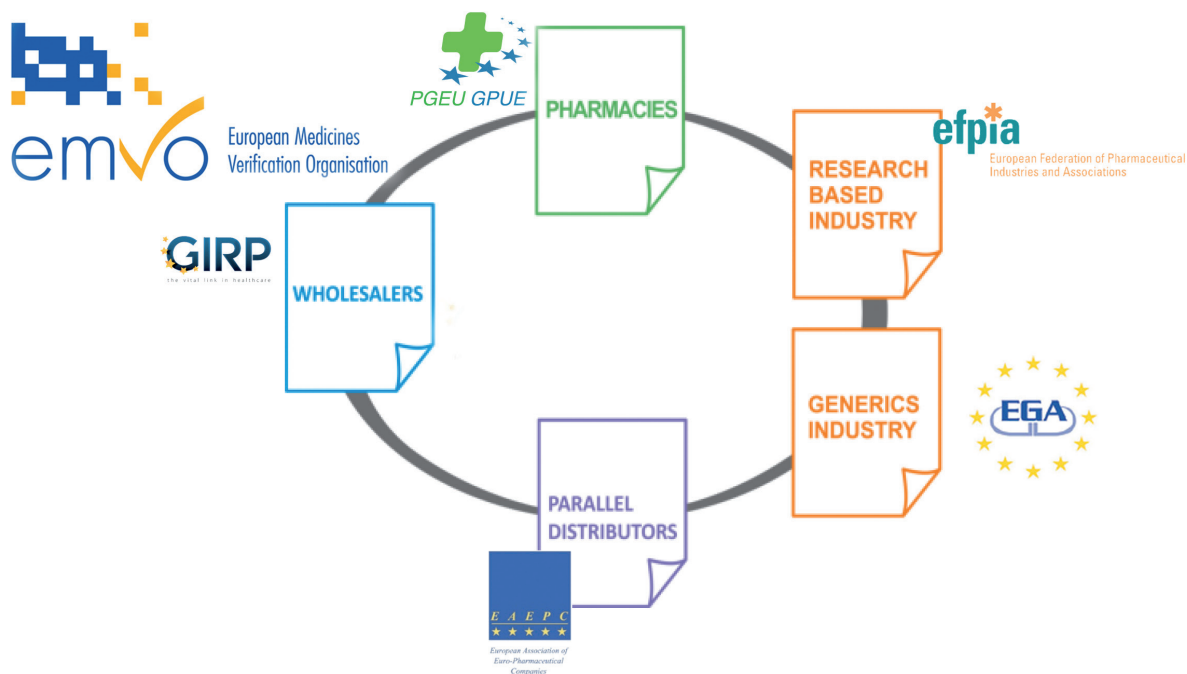 emvo
European Medicines
Verification Organisation
PGEU GPUE
PHARMACIES
efpia
European Federation of Pharmaceutical
Industries and Associations
RESEARCH
BASED
INDUSTRY
GIRP
the vital link in healthcare
WHOLESALERS
GENERICS
INDUSTRY
EGA
PARALLEL
DISTRIBUTORS
E A E P C
European Association of
Euro-Pharmaceutical
Companies